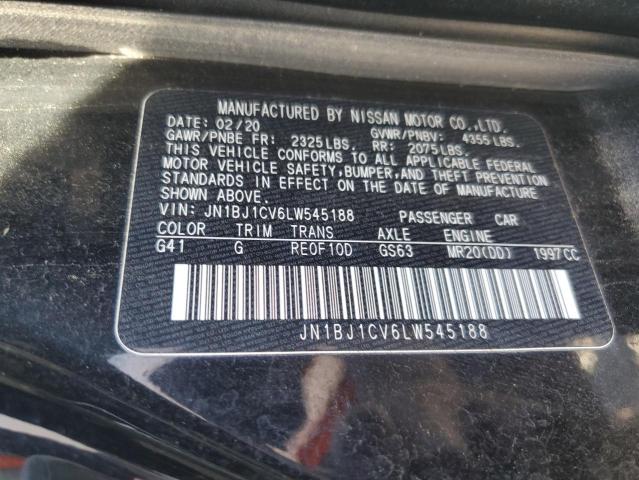 MANUFACTURED BY NISSAN MOTOR CO.,LTD.
DATE: 02/20 GVWR/PNBV: 4355LBS.
GAWR/PNBE FR: 2325LBS. RR: 2075LBS.
THIS VEHICLE CONFORMS TO ALL APPLICABLE FEDERAL
MOTOR VEHICLE SAFETY,BUMPER,AND THEFT PREVENTION
STANDARDS IN EFFECT ON THE DATE OF MANUFACTURE
SHOWN ABOVE.
VIN: JN1BJ1CV6LW545188 PASSENGER CAR
COLOR TRIM TRANS AXLE ENGINE
G41 G RE0F10D GS63 MR20(DD) 1997CC
JN1BJ1CV6LW545188